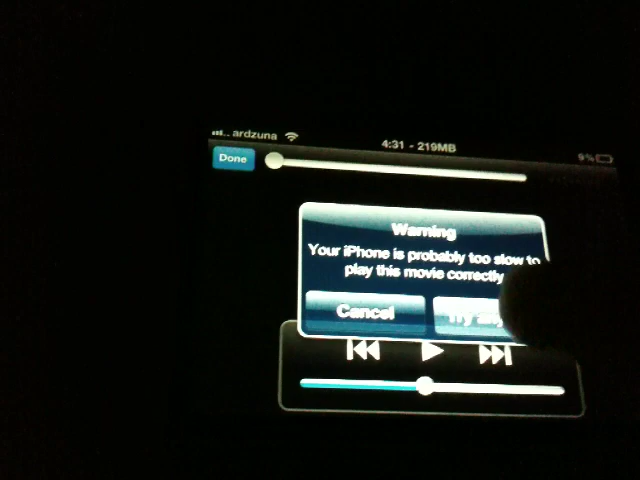 ardzuna 4:31 - 219MB 9%
Done
Warning
Your iPhone is probably too slow to
play this movie correctly
Cancel Try